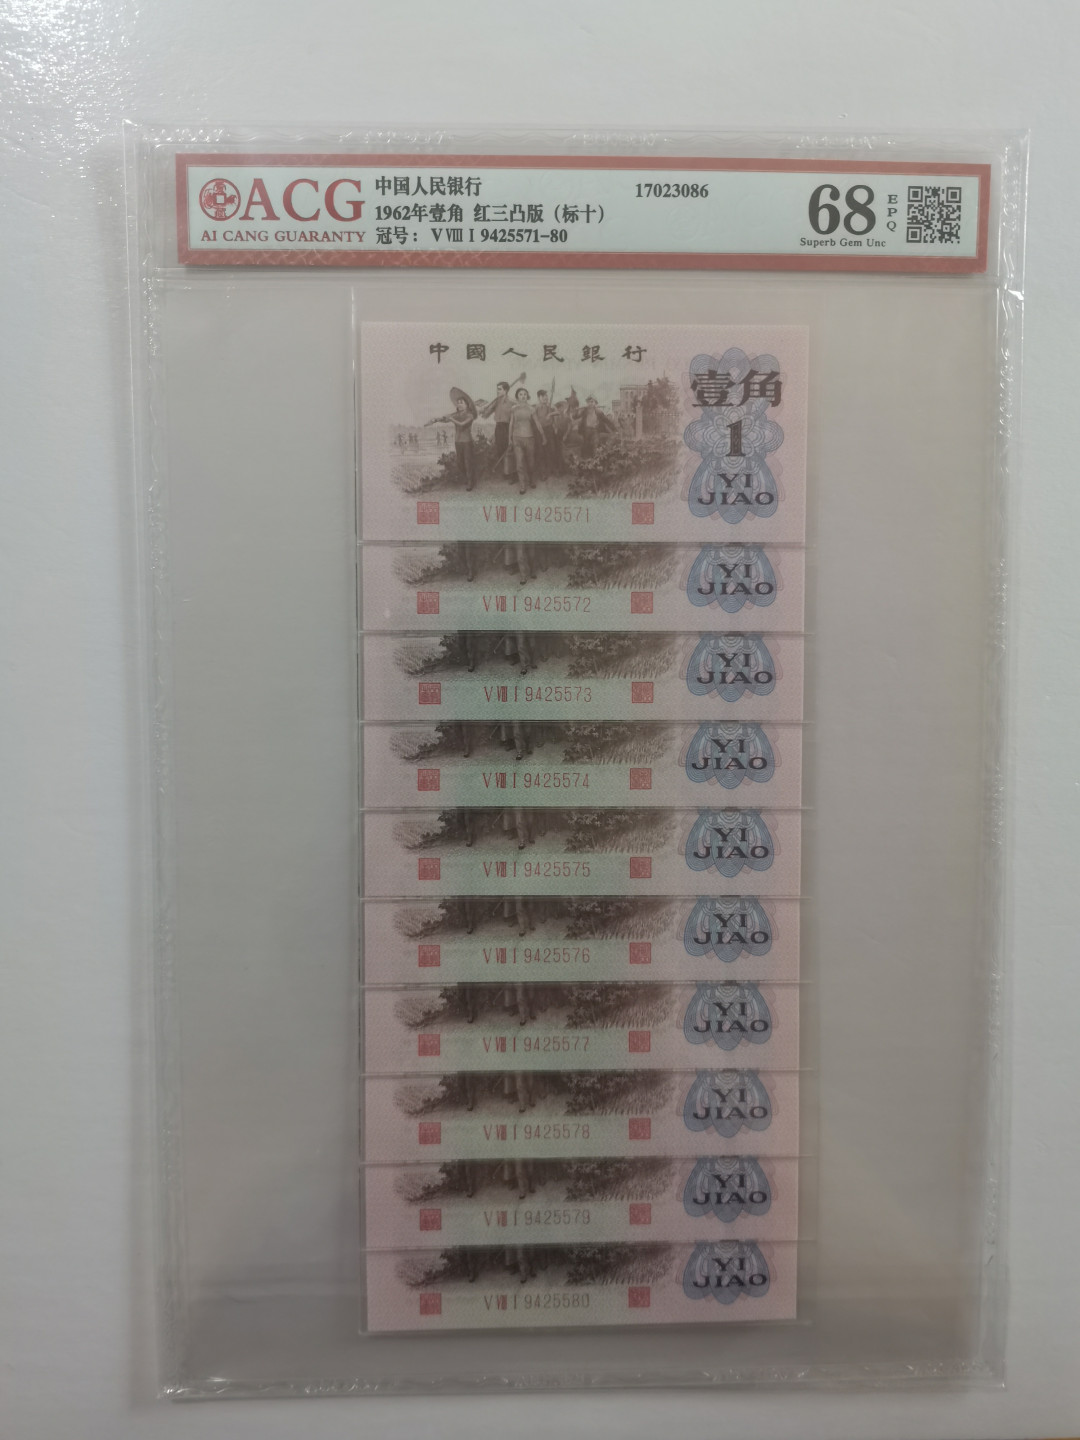 ACG
AI CANG GUARANTY
中国人民银行
1962年壹角 红三凸版（标十）
冠号：ⅤⅧⅠ9425571-80
17023086
68
EPQ
Superb Gem Unc
中國人民銀行
壹角
1
YI
JIAO
ⅤⅧⅠ9425571
YI
JIAO
ⅤⅧⅠ9425572
YI
JIAO
ⅤⅧⅠ9425573
YI
JIAO
ⅤⅧⅠ9425574
YI
JIAO
ⅤⅧⅠ9425575
YI
JIAO
ⅤⅧⅠ9425576
YI
JIAO
ⅤⅧⅠ9425577
YI
JIAO
ⅤⅧⅠ9425578
YI
JIAO
ⅤⅧⅠ9425579
YI
JIAO
ⅤⅧⅠ9425580